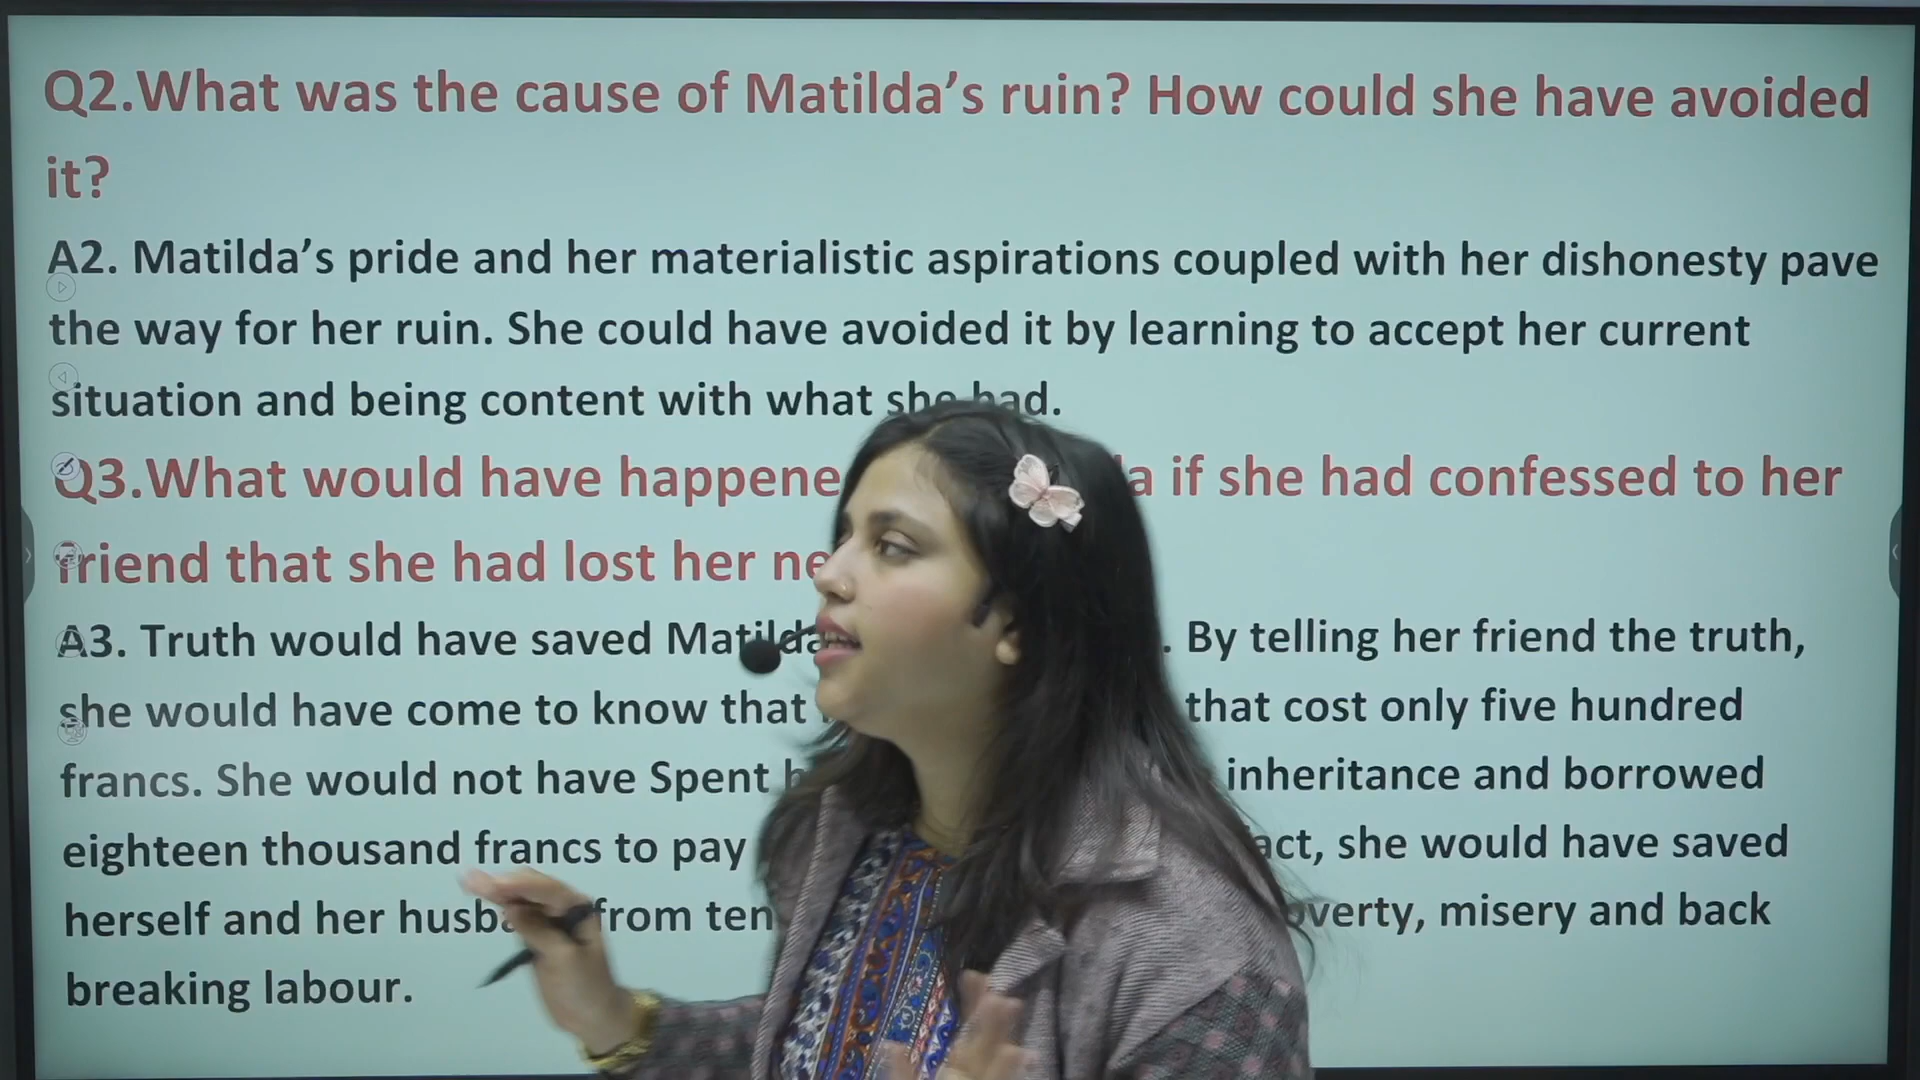 Q2.What was the cause of Matilda's ruin? How could she have avoided
it?
A2. Matilda's pride and her materialistic aspirations coupled with her dishonesty pave
the way for her ruin. She could have avoided it by learning to accept her current
situation and being content with what she had.
Q3.What would have if she had confessed to her
friend that she had lost her
A3. Truth would have saved By telling her friend the truth,
she would have come to know that that cost only five hundred
francs. She would not have Spent inheritance and borrowed
eighteen thousand francs to pay she would have saved
herself and her from ten misery and back
breaking labour.